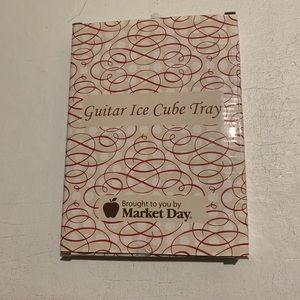 Guitar Ice Cube Tray
Brought to you by
Market Day®